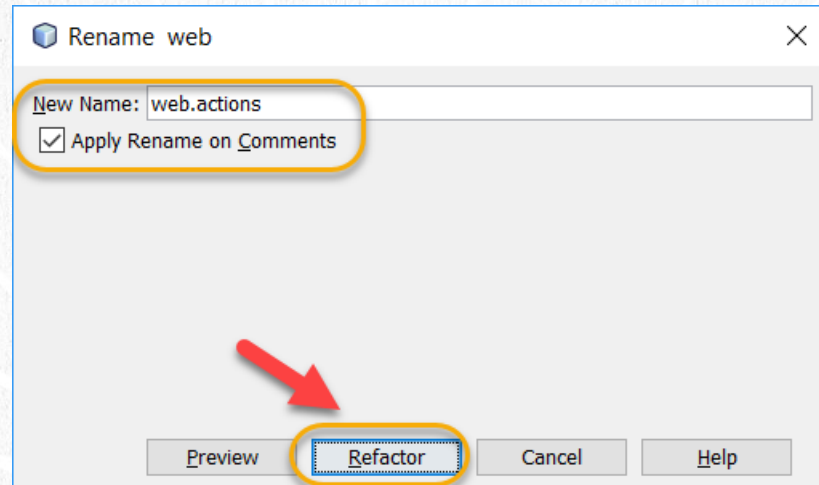 Rename web
New Name: web.actions
Apply Rename on Comments
Preview Refactor Cancel Help